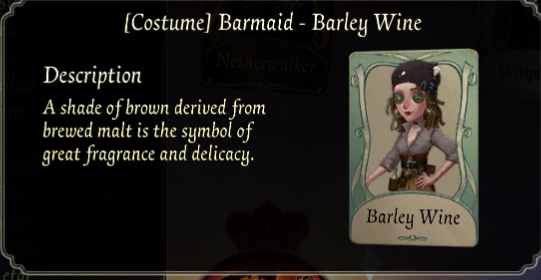 [Costume] Barmaid - Barley Wine
Netherwalker
Description
A shade of brown derived from
brewed malt is the symbol of
great fragrance and delicacy.
Barley Wine